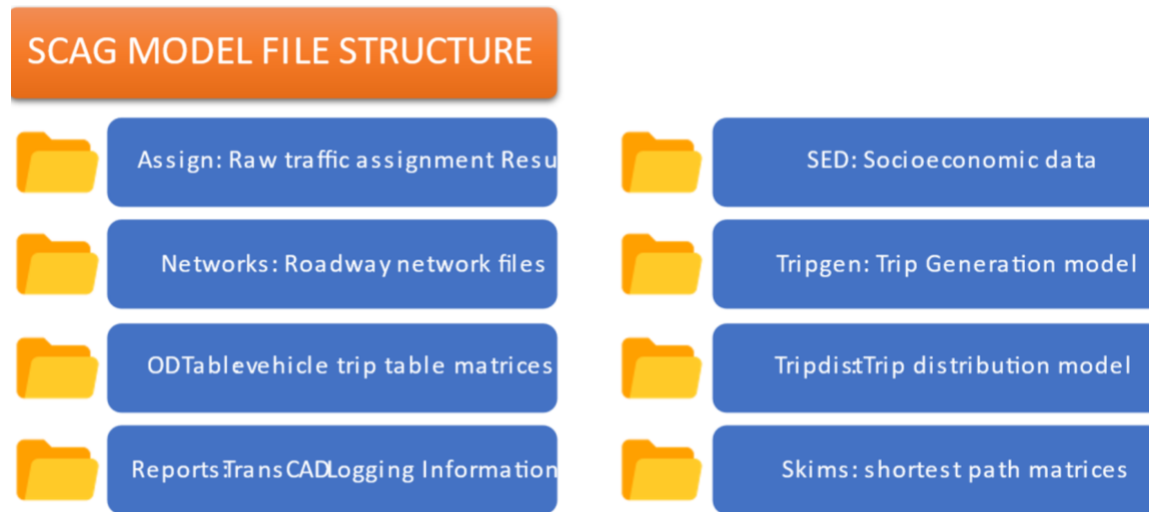 SCAG MODEL FILE STRUCTURE
Assign: Raw traffic assignment Resu
Networks: Roadway network files
ODTablevehicle trip table matrices
Reports:TransCADLogging Information
SED: Socioeconomic data
Tripgen: Trip Generation model
Tripdist:Trip distribution model
Skims: shortest path matrices